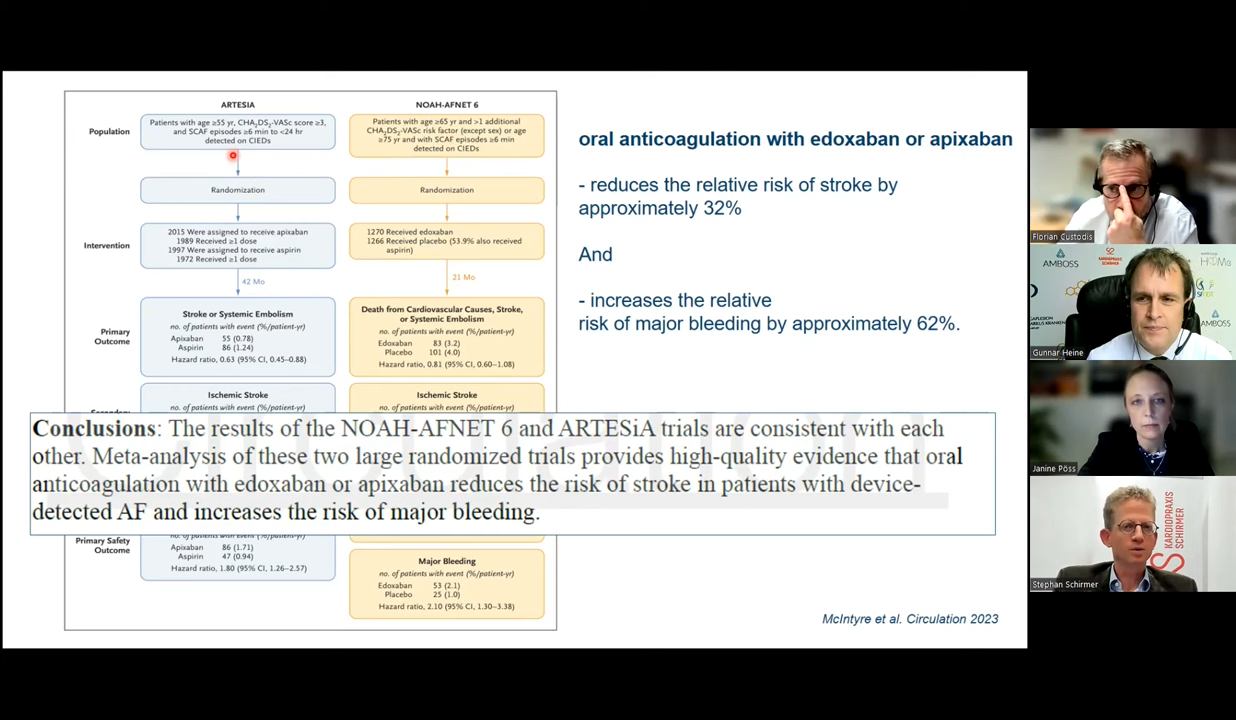 ARTESIA
NOAH-AFNET 6
Population
Patients with age ≥55 yr, CHA₂DS₂-VASc score ≥3,
and SCAF episodes ≥6 min to <24 hr
detected on CIEDs
Patients with age ≥65 yr and >1 additional
CHA₂DS₂-VASc risk factor (except sex) or age
≥75 yr and with SCAF episodes ≥6 min
detected on CIEDs
Randomization
Randomization
Intervention
2015 Were assigned to receive apixaban
1989 Received ≥1 dose
1997 Were assigned to receive aspirin
1972 Received ≥1 dose
1270 Received edoxaban
1266 Received placebo (53.9% also received
aspirin)
42 Mo
21 Mo
Primary
Outcome
Stroke or Systemic Embolism
no. of patients with event (%/patient-yr)
Apixaban 55 (0.78)
Aspirin 86 (1.24)
Hazard ratio, 0.63 (95% CI, 0.45–0.88)
Death from Cardiovascular Causes, Stroke,
or Systemic Embolism
no. of patients with event (%/patient-yr)
Edoxaban 83 (3.2)
Placebo 101 (4.0)
Hazard ratio, 0.81 (95% CI, 0.60–1.08)
Ischemic Stroke
no. of patients with event (%/patient-yr)
Ischemic Stroke
no. of patients with event (%/patient-yr)
oral anticoagulation with edoxaban or apixaban
- reduces the relative risk of stroke by
approximately 32%
And
- increases the relative
risk of major bleeding by approximately 62%.
Conclusions: The results of the NOAH-AFNET 6 and ARTESiA trials are consistent with each
other. Meta-analysis of these two large randomized trials provides high-quality evidence that oral
anticoagulation with edoxaban or apixaban reduces the risk of stroke in patients with device-
detected AF and increases the risk of major bleeding.
Primary Safety
Outcome
no. of patients with event (%/patient-yr)
Apixaban 86 (1.71)
Aspirin 47 (0.94)
Hazard ratio, 1.80 (95% CI, 1.26–2.57)
Major Bleeding
no. of patients with event (%/patient-yr)
Edoxaban 53 (2.1)
Placebo 25 (1.0)
Hazard ratio, 2.10 (95% CI, 1.30–3.38)
McIntyre et al. Circulation 2023
Florian Custodis
AMBOSS
KARDIOPRAXIS
SCHIRMER
AMBOSS
Gunnar Heine
Janine Pöss
KARDIOPRAXIS
SCHIRMER
Stephan Schirmer